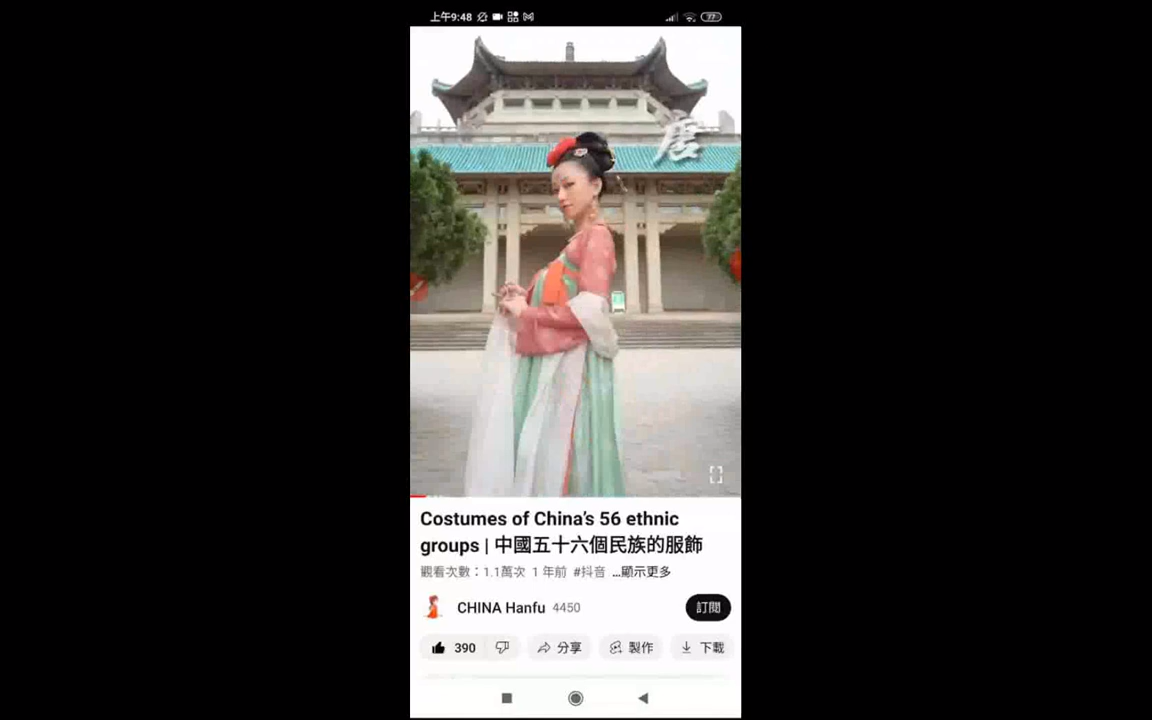 上午9:48
77
唐
Costumes of China's 56 ethnic
groups | 中國五十六個民族的服飾
觀看次數：1.1萬次 1 年前 #抖音 ...顯示更多
CHINA Hanfu 4450
訂閱
390 分享 製作 下載